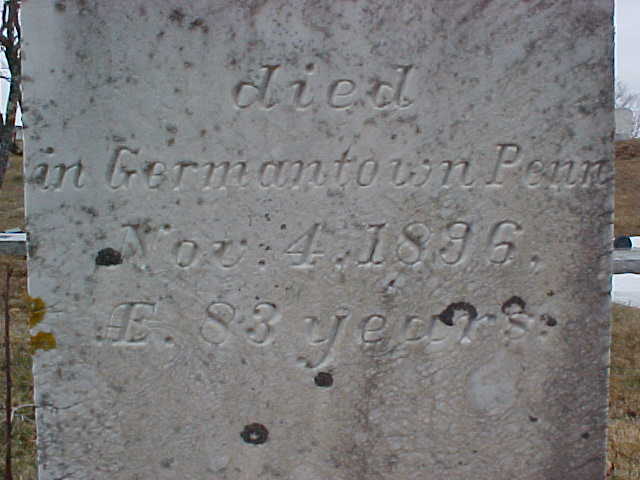 died
in Germantown Penn
Nov. 4, 1836,
Æ. 83 years.